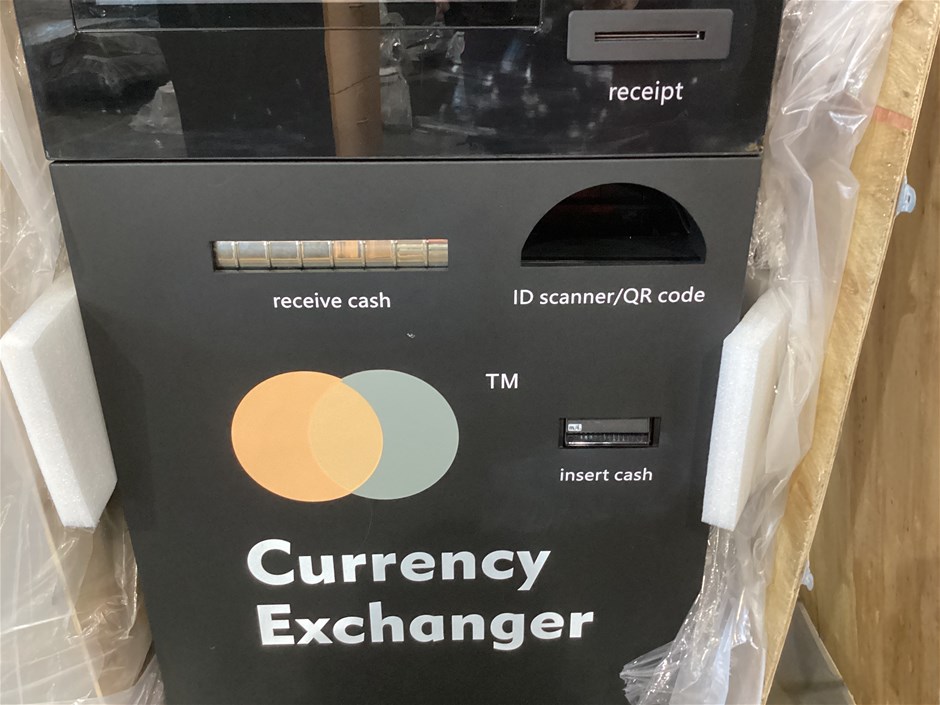 receipt
receive cash
ID scanner/QR code
TM
insert cash
Currency
Exchanger